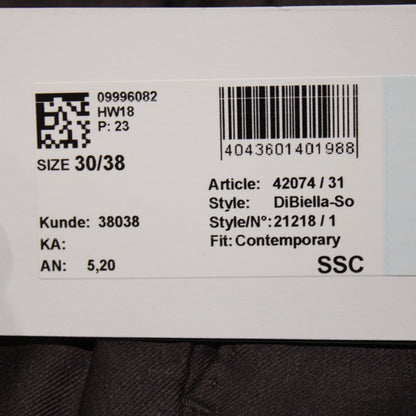 09996082
HW18
P: 23
SIZE 30/38
4043601401988
Article: 42074 / 31
Style: DiBiella-So
Kunde: 38038
Style/N°: 21218 / 1
KA:
Fit: Contemporary
AN: 5,20
SSC